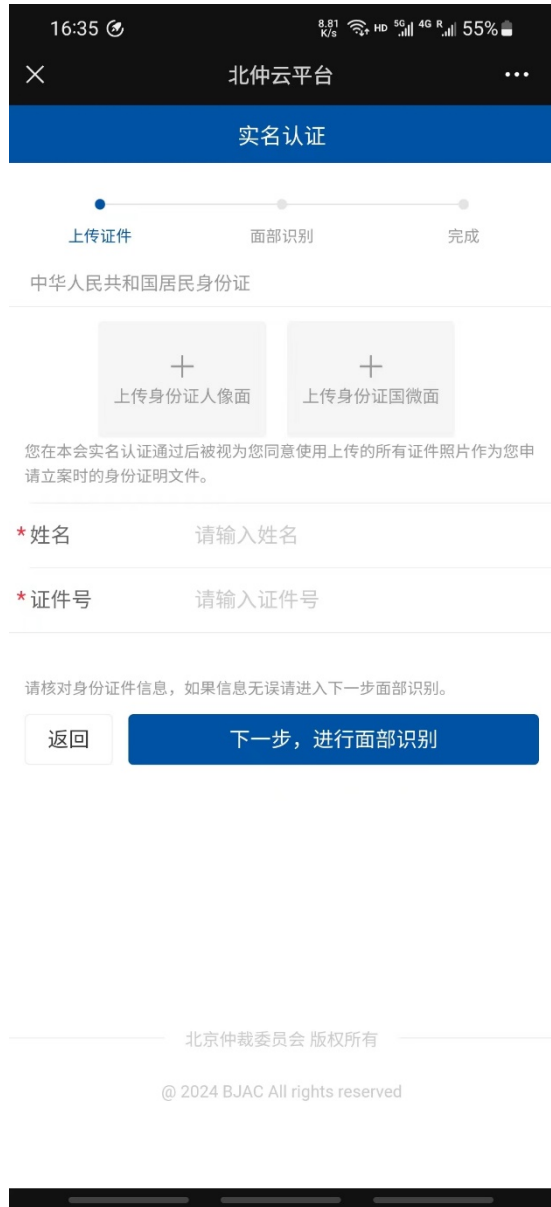 16:35
8.81 K/s HD 5G 4G R 55%
北仲云平台
实名认证
上传证件 面部识别 完成
中华人民共和国居民身份证
上传身份证人像面 上传身份证国微面
您在本会实名认证通过后被视为您同意使用上传的所有证件照片作为您申
请立案时的身份证明文件。
*姓名 请输入姓名
*证件号 请输入证件号
请核对身份证件信息，如果信息无误请进入下一步面部识别。
返回 下一步，进行面部识别
北京仲裁委员会 版权所有
@ 2024 BJAC All rights reserved